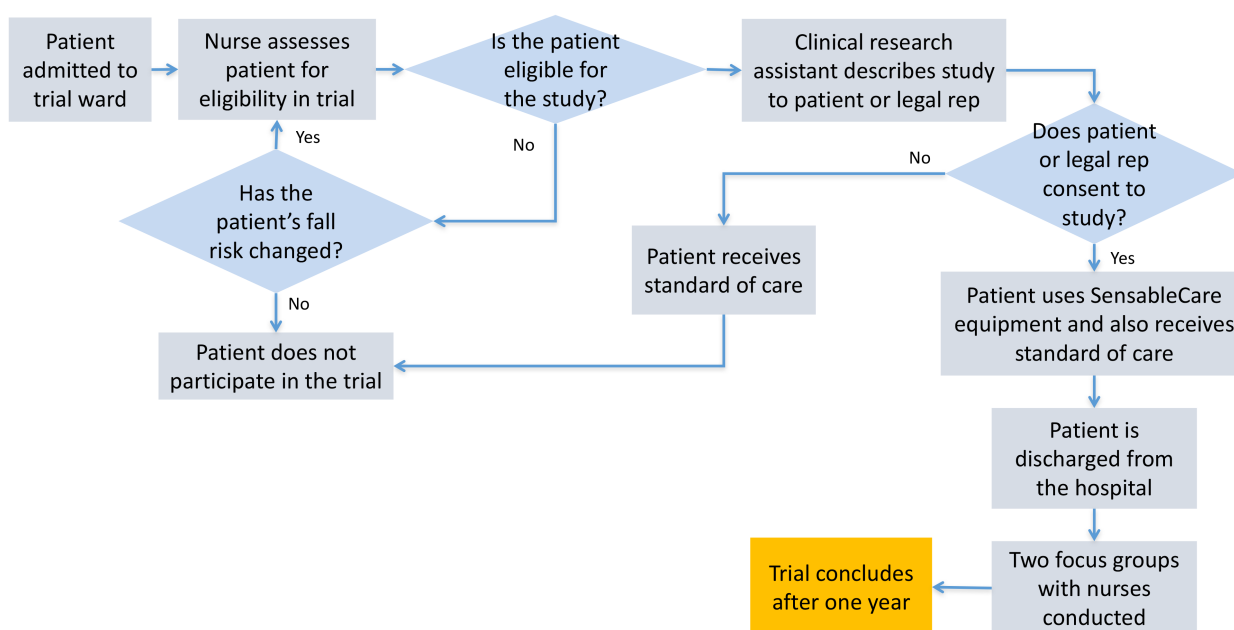 Patient
admitted to
trial ward
Nurse assesses
patient for
eligibility in trial
Is the patient
eligible for
the study?
Clinical research
assistant describes study
to patient or legal rep
Yes
No
Has the
patient’s fall
risk changed?
No
Does patient
or legal rep
consent to
study?
No
Patient receives
standard of care
Yes
Patient uses SensableCare
equipment and also receives
standard of care
Patient does not
participate in the trial
Patient is
discharged from
the hospital
Two focus groups
with nurses
conducted
Trial concludes
after one year